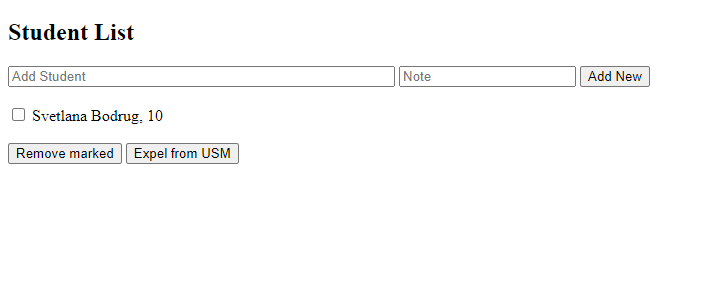 Student List
Add Student Note Add New
Svetlana Bodrug, 10
Remove marked Expel from USM